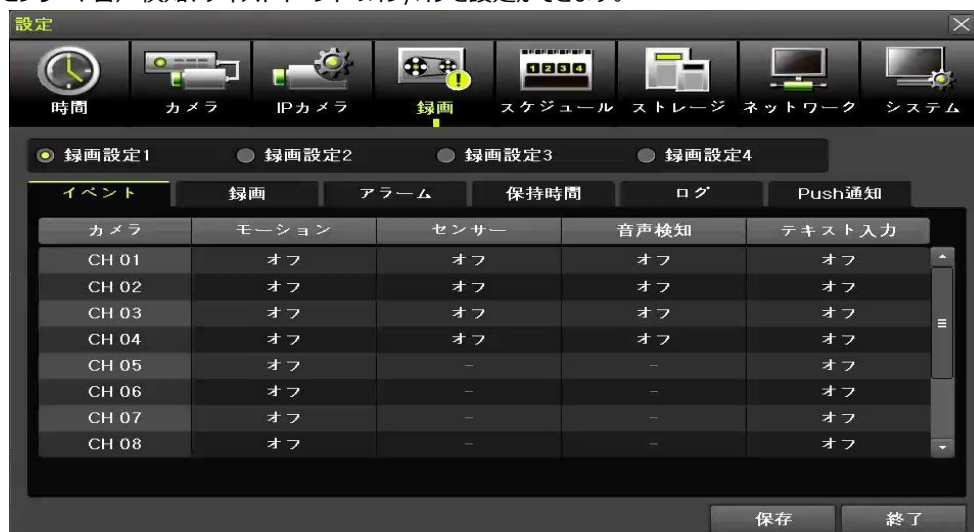 設定
1234
時間 カメラ IPカメラ 録画 スケジュール ストレージ ネットワーク システム
録画設定1 録画設定2 録画設定3 録画設定4
イベント 録画 アラーム 保持時間 ログ Push通知
カメラ モーション センサー 音声検知 テキスト入力
CH 01 オフ オフ オフ オフ
CH 02 オフ オフ オフ オフ
CH 03 オフ オフ オフ オフ
CH 04 オフ オフ オフ オフ
CH 05 オフ － － オフ
CH 06 オフ － － オフ
CH 07 オフ － － オフ
CH 08 オフ － － オフ
保存 終了